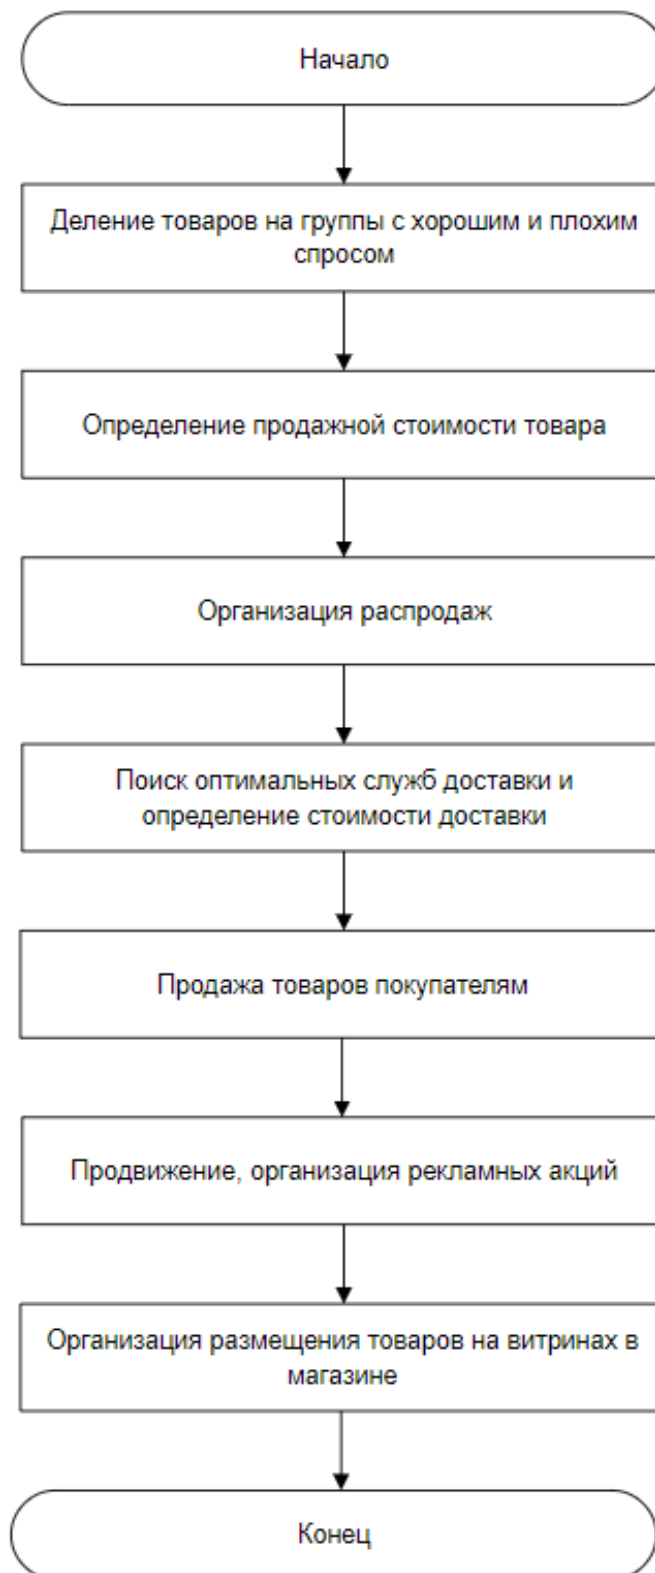 Начало
Деление товаров на группы с хорошим и плохим
спросом
Определение продажной стоимости товара
Организация распродаж
Поиск оптимальных служб доставки и
определение стоимости доставки
Продажа товаров покупателям
Продвижение, организация рекламных акций
Организация размещения товаров на витринах в
магазине
Конец